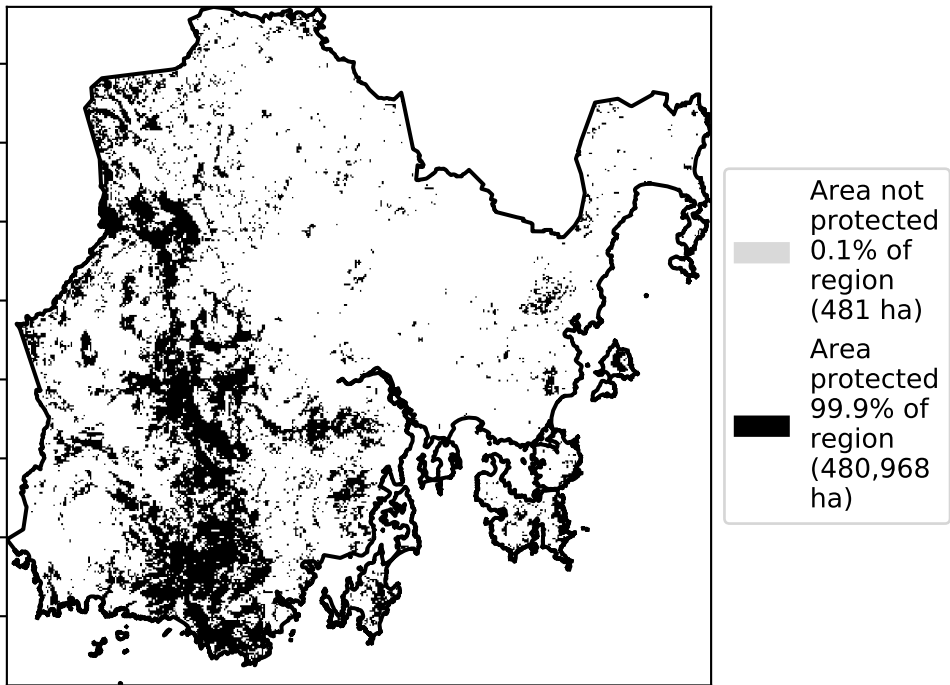 Area not
protected
0.1% of
region
(481 ha)
Area
protected
99.9% of
region
(480,968
ha)